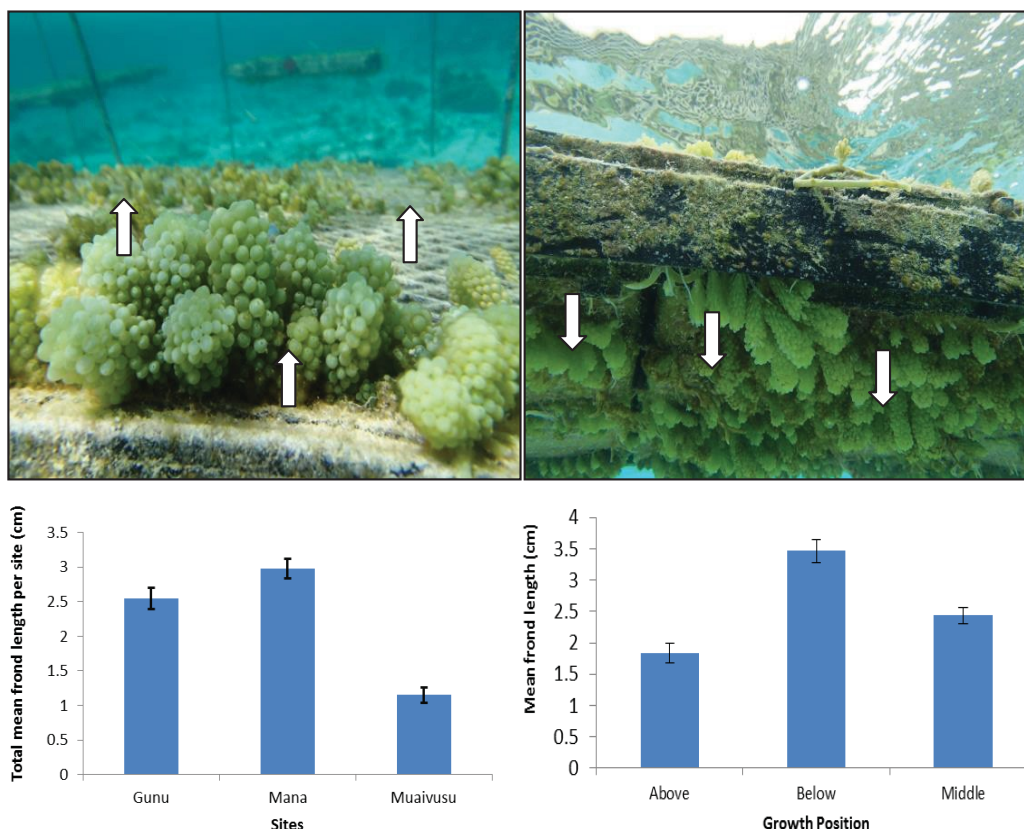 Total mean frond length per site (cm)
3.5
3
2.5
2
1.5
1
0.5
0
Gunu
Mana
Muaivusu
Sites
Mean frond length (cm)
4
3.5
3
2.5
2
1.5
1
0.5
0
Above
Below
Middle
Growth Position